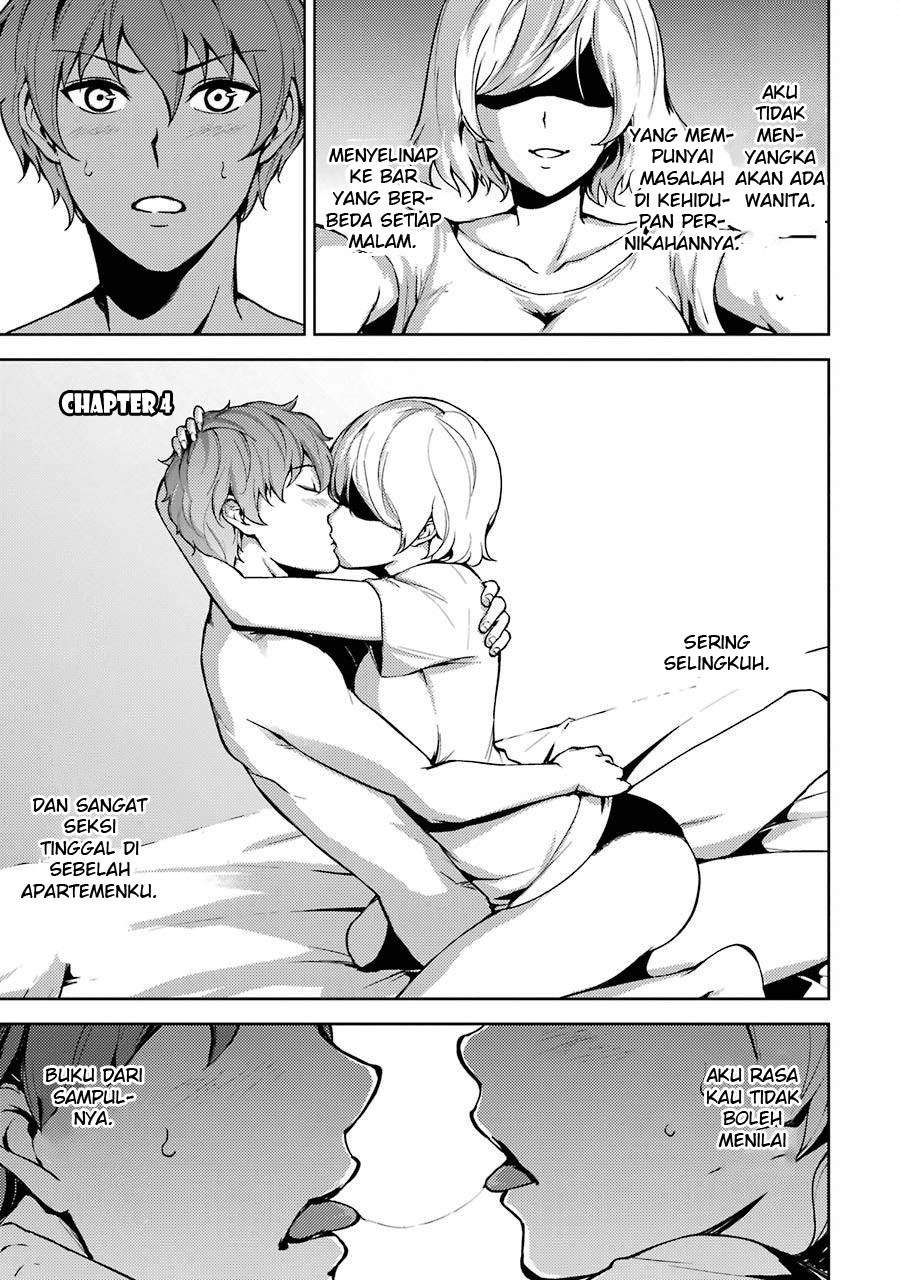 AKU
TIDAK
MEN-
YANGKA
AKAN ADA
WANITA.
YANG MEM-
PUNYAI
MASALAH
DI KEHIDU-
PAN PER-
NIKAHANNYA.
MENYELINAP
KE BAR
YANG BER-
BEDA SETIAP
MALAM.
CHAPTER 4
SERING
SELINGKUH.
DAN SANGAT
SEKSI
TINGGAL DI
SEBELAH
APARTEMENKU.
AKU RASA
KAU TIDAK
BOLEH
MENILAI
BUKU DARI
SAMPUL-
NYA.